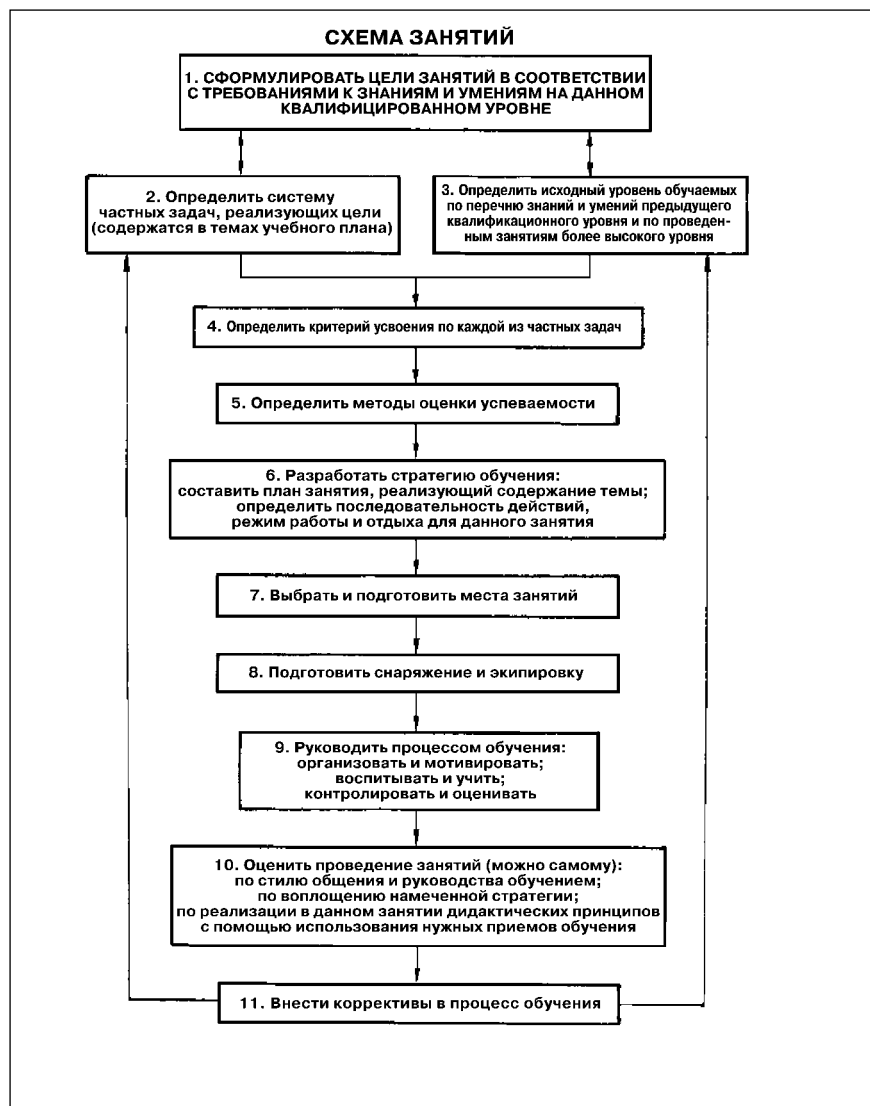 СХЕМА ЗАНЯТИЙ
1. СФОРМУЛИРОВАТЬ ЦЕЛИ ЗАНЯТИЙ В СООТВЕТСТВИИ
С ТРЕБОВАНИЯМИ К ЗНАНИЯМ И УМЕНИЯМ НА ДАННОМ
КВАЛИФИЦИРОВАННОМ УРОВНЕ
2. Определить систему
частных задач, реализующих цели
(содержатся в темах учебного плана)
3. Определить исходный уровень обучаемых
по перечню знаний и умений предыдущего
квалификационного уровня и по проведен-
ным занятиям более высокого уровня
4. Определить критерий усвоения по каждой из частных задач
5. Определить методы оценки успеваемости
6. Разработать стратегию обучения:
составить план занятия, реализующий содержание темы;
определить последовательность действий,
режим работы и отдыха для данного занятия
7. Выбрать и подготовить места занятий
8. Подготовить снаряжение и экипировку
9. Руководить процессом обучения:
организовать и мотивировать;
воспитывать и учить;
контролировать и оценивать
10. Оценить проведение занятий (можно самому):
по стилю общения и руководства обучением;
по воплощению намеченной стратегии;
по реализации в данном занятии дидактических принципов
с помощью использования нужных приемов обучения
11. Внести коррективы в процесс обучения